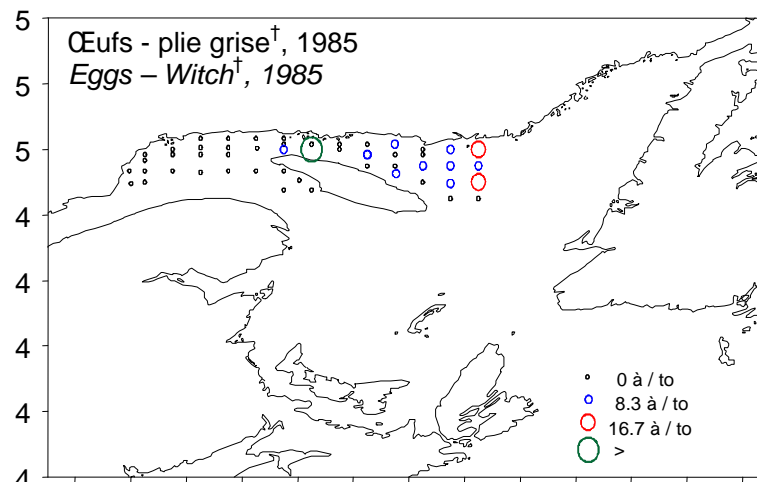 Œufs - plie grise†, 1985
Eggs – Witch†, 1985
5
5
5
4
4
4
4
4
0 à / to
8.3 à / to
16.7 à / to
>